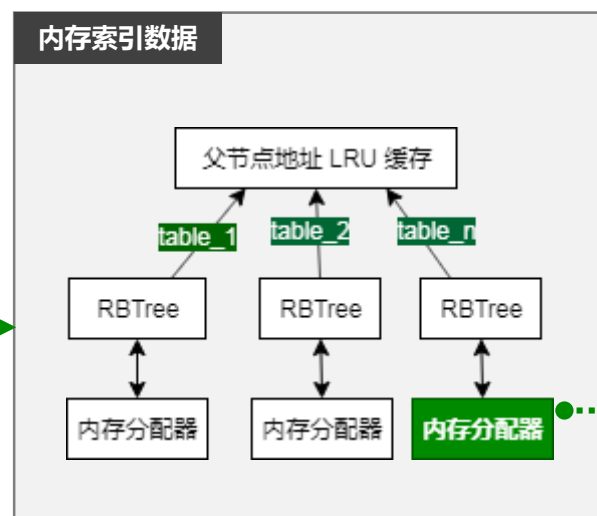 内存索引数据
父节点地址 LRU 缓存
table_1
table_2
table_n
RBTree
RBTree
RBTree
内存分配器
内存分配器
内存分配器